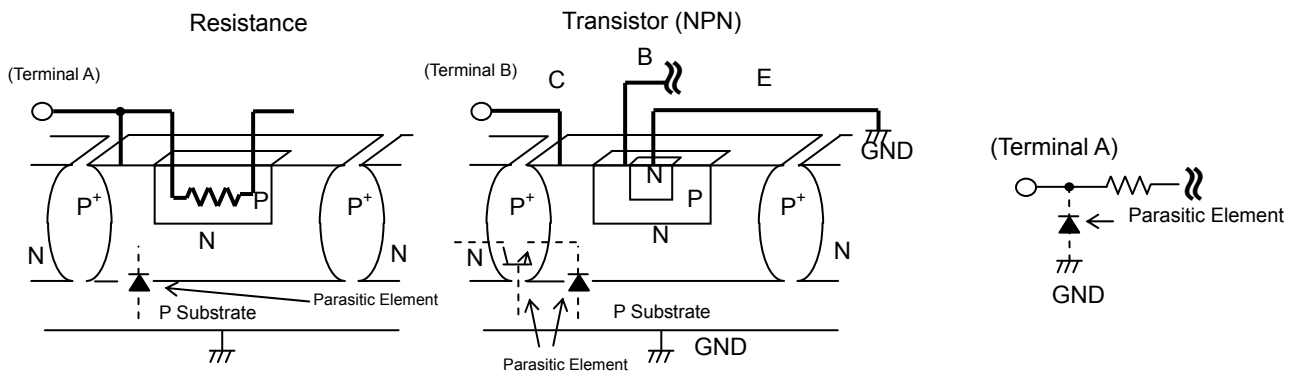 Resistance
(Terminal A)
P+
P
P+
N
N
N
Parasitic Element
P Substrate
Transistor (NPN)
(Terminal B)
C
B
E
GND
P+
N
P
P+
N
N
N
P Substrate
Parasitic Element
GND
(Terminal A)
Parasitic Element
GND